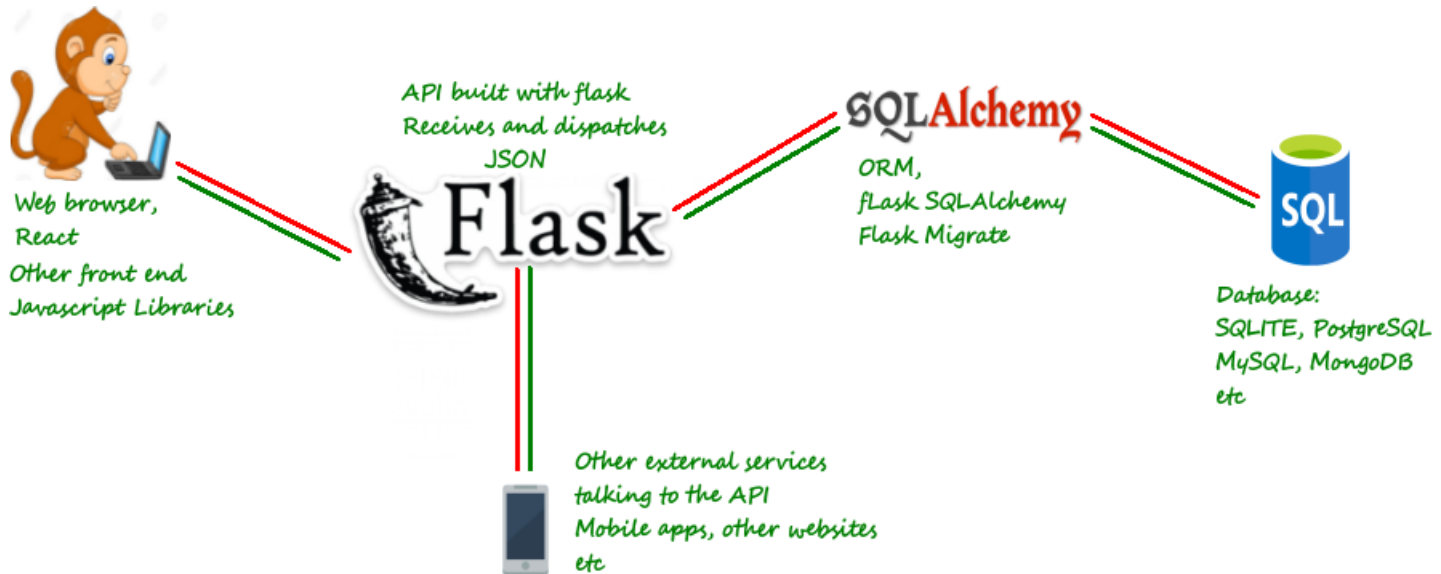 API built with flask
Receives and dispatches
JSON
Flask
Web browser,
React
Other front end
Javascript Libraries
SQLAlchemy
ORM,
fLask SQLAlchemy
Flask Migrate
SQL
Database:
SQLITE, PostgreSQL
MySQL, MongoDB
etc
Other external services
talking to the API
Mobile apps, other websites
etc